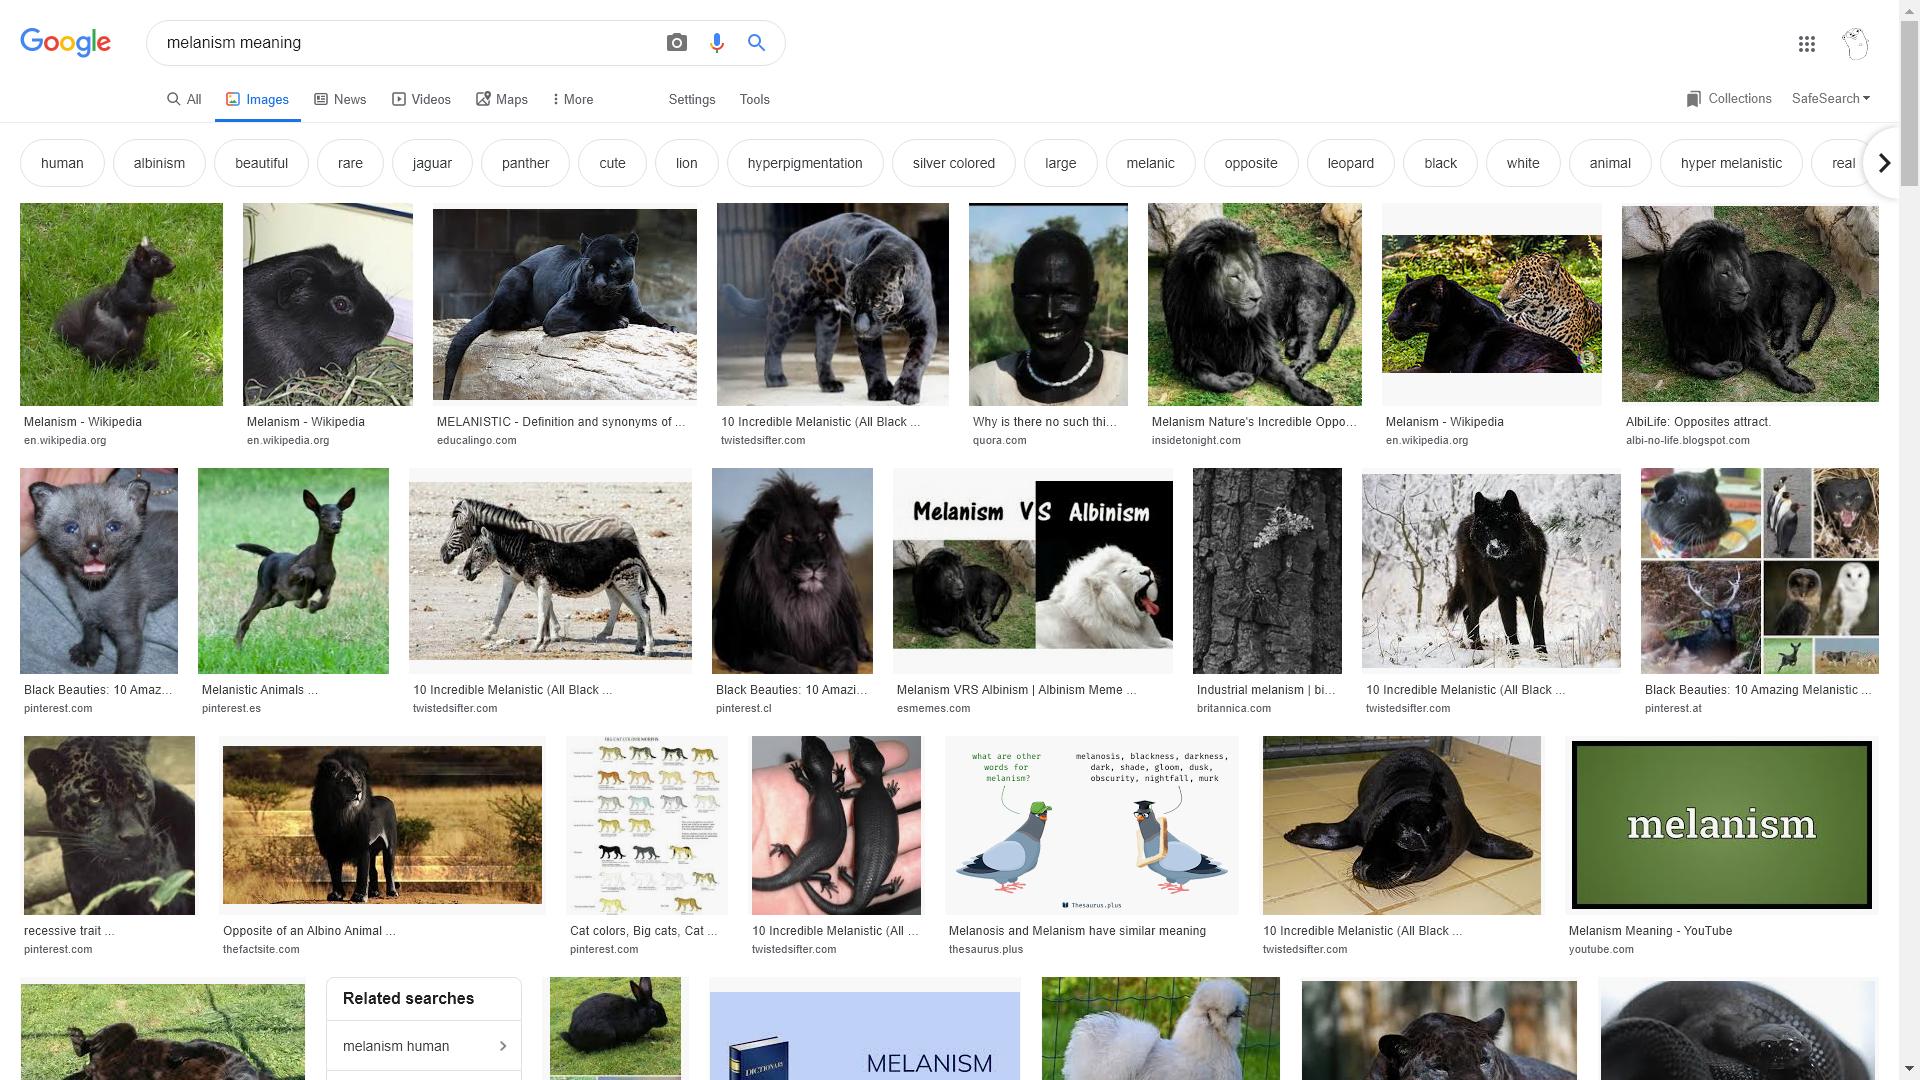 Google
melanism meaning
All
Images
News
Videos
Maps
More
Settings
Tools
Collections
SafeSearch
human
albinism
beautiful
rare
jaguar
panther
cute
lion
hyperpigmentation
silver colored
large
melanic
opposite
leopard
black
white
animal
hyper melanistic
real
Melanism - Wikipedia
en.wikipedia.org
Melanism - Wikipedia
en.wikipedia.org
MELANISTIC - Definition and synonyms of ...
educalingo.com
10 Incredible Melanistic (All Black ...
twistedsifter.com
Why is there no such thi...
quora.com
Melanism Nature's Incredible Oppo...
insidetonight.com
Melanism - Wikipedia
en.wikipedia.org
AlbiLife: Opposites attract.
albi-no-life.blogspot.com
Melanism VS Albinism
Black Beauties: 10 Amaz...
pinterest.com
Melanistic Animals ...
pinterest.es
10 Incredible Melanistic (All Black ...
twistedsifter.com
Black Beauties: 10 Amazi...
pinterest.cl
Melanism VRS Albinism | Albinism Meme ...
esmemes.com
Industrial melanism | bi...
britannica.com
10 Incredible Melanistic (All Black ...
twistedsifter.com
Black Beauties: 10 Amazing Melanistic ...
pinterest.at
BIG CAT COLOUR MORPHS
what are other
words for
melanism?
melanosis, blackness, darkness,
dark, shade, gloom, dusk,
obscurity, nightfall, murk
Thesaurus.plus
melanism
recessive trait ...
pinterest.com
Opposite of an Albino Animal ...
thefactsite.com
Cat colors, Big cats, Cat ...
pinterest.com
10 Incredible Melanistic (All ...
twistedsifter.com
Melanosis and Melanism have similar meaning
thesaurus.plus
10 Incredible Melanistic (All Black ...
twistedsifter.com
Melanism Meaning - YouTube
youtube.com
Related searches
melanism human
DICTIONARY
MELANISM